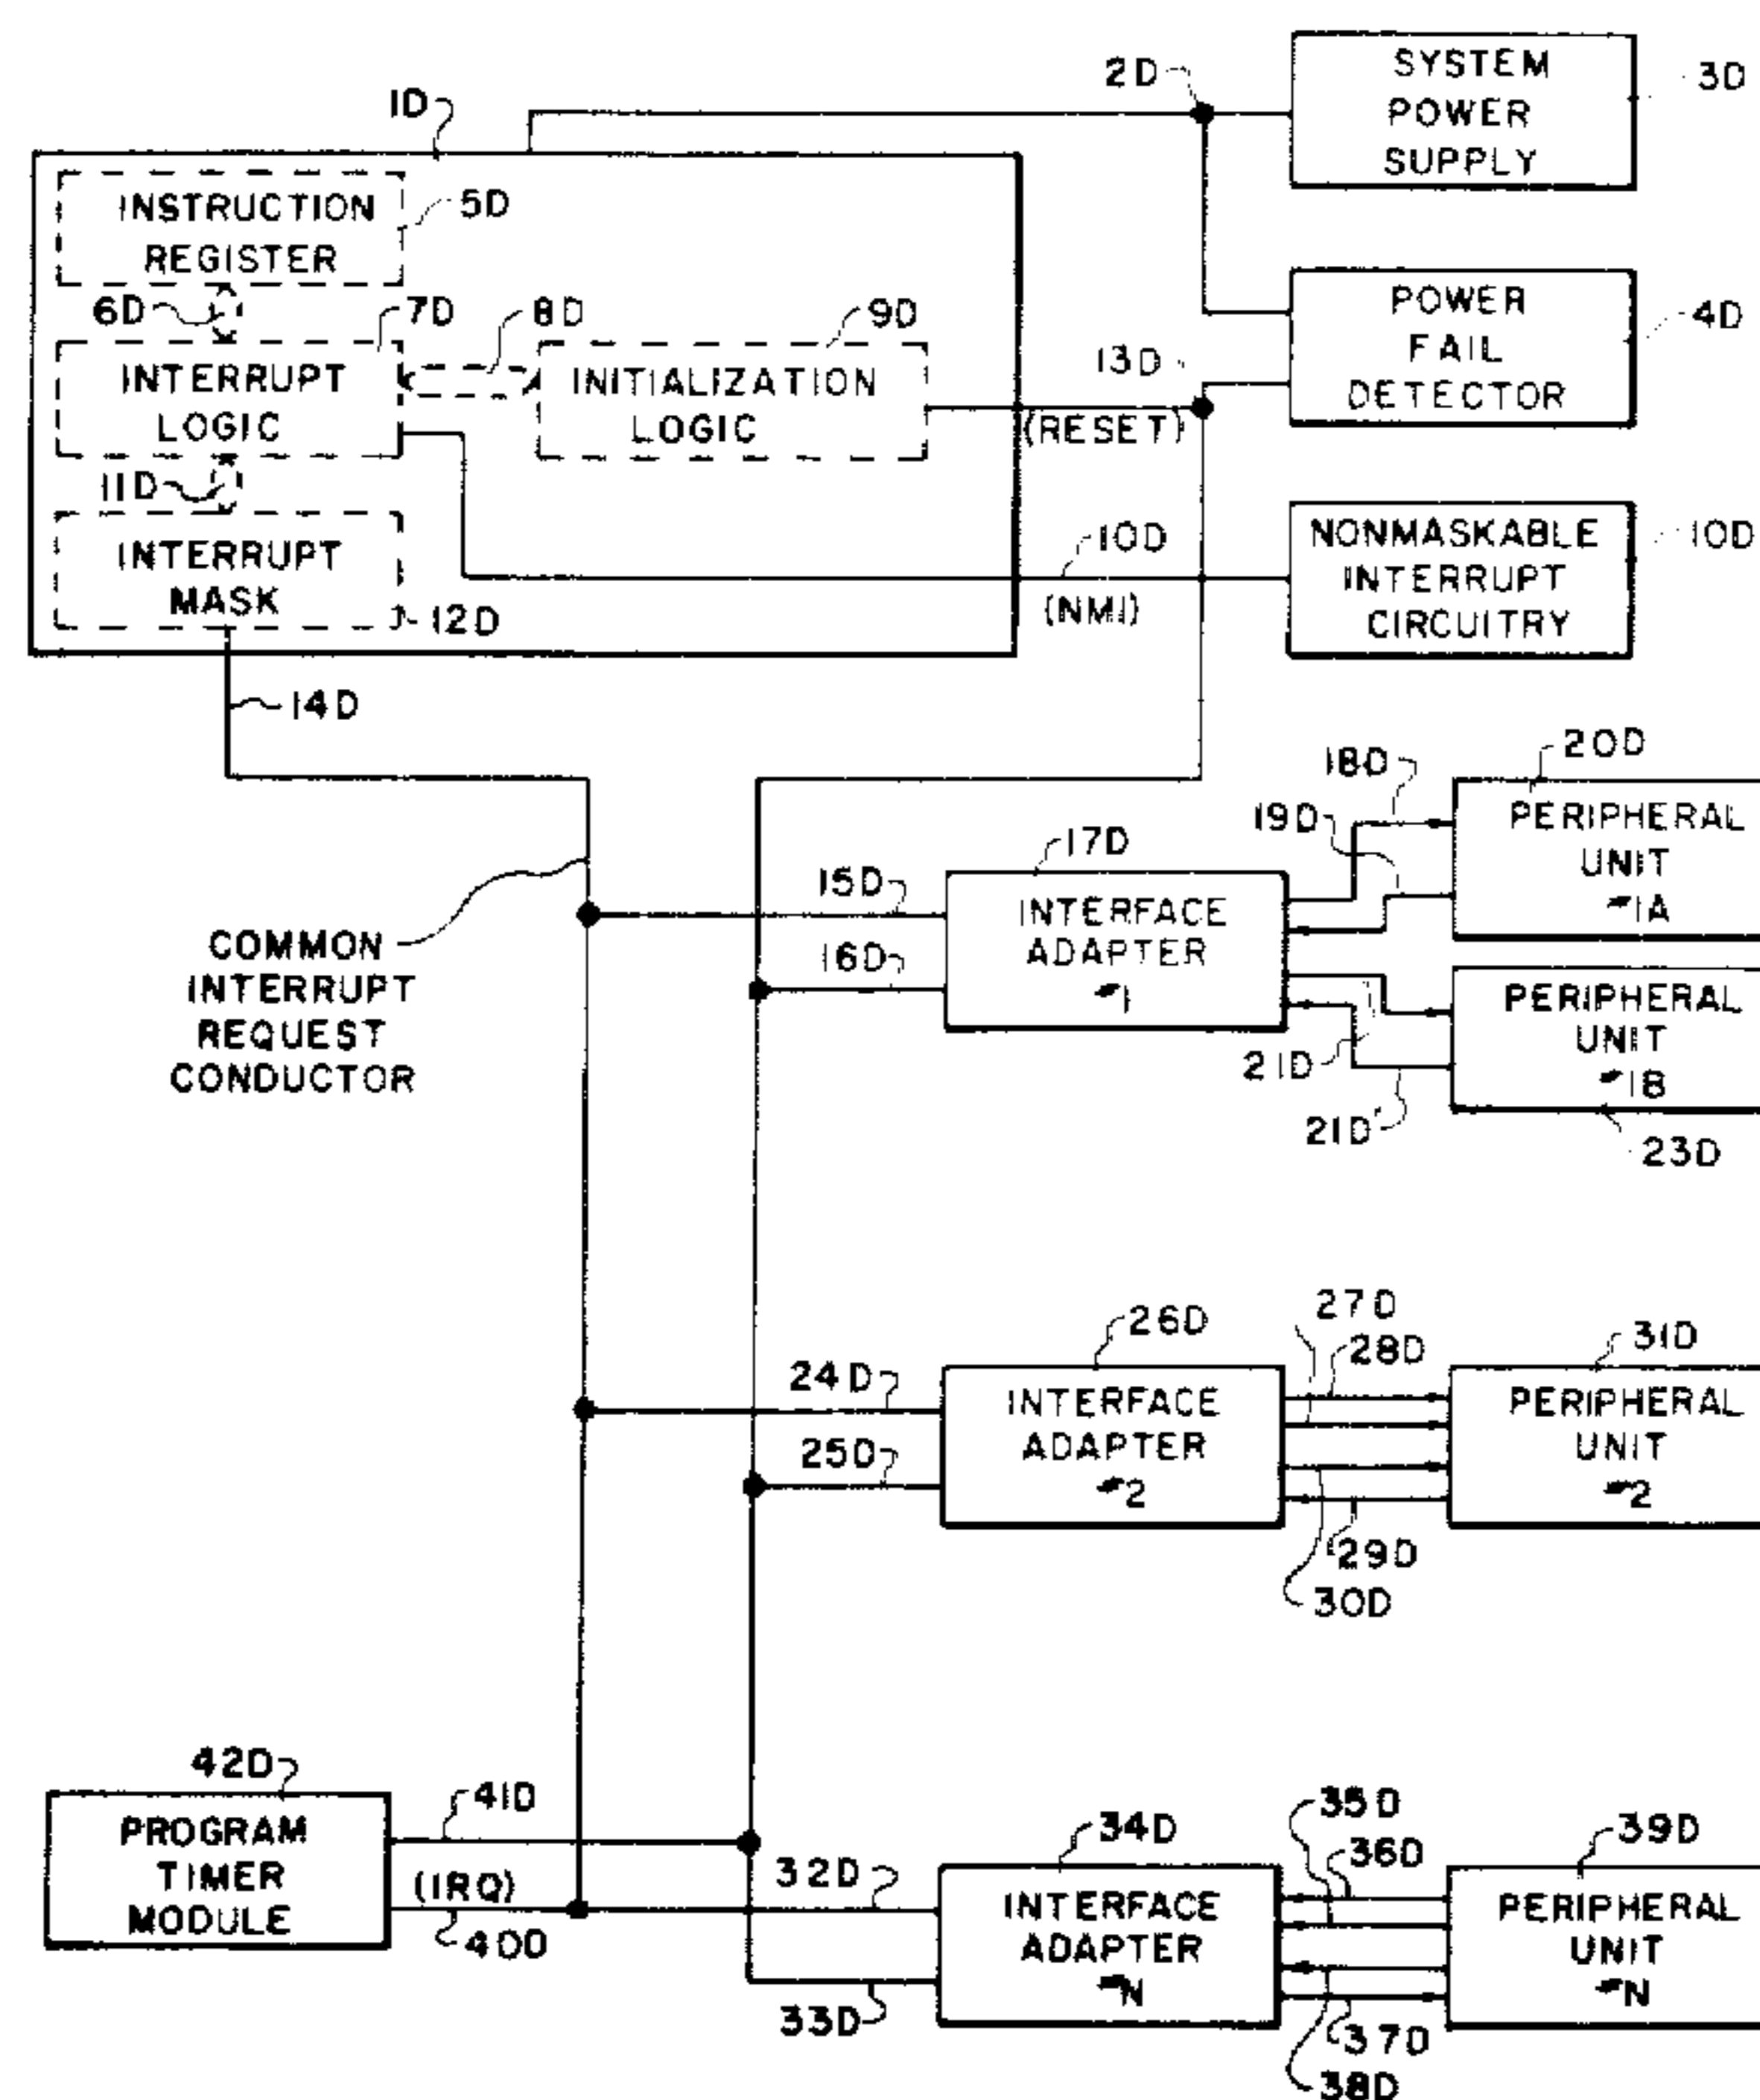 1D
2D
SYSTEM
POWER
SUPPLY
3D
INSTRUCTION
REGISTER
5D
POWER
FAIL
DETECTOR
4D
6D
7D
8D
9D
13D
INTERRUPT
LOGIC
INITIALIZATION
LOGIC
(RESET)
11D
INTERRUPT
MASK
12D
10D
(NMI)
NONMASKABLE
INTERRUPT
CIRCUITRY
10D
14D
18D
20D
19D
PERIPHERAL
UNIT
#1A
17D
15D
16D
INTERFACE
ADAPTER
#1
COMMON
INTERRUPT
REQUEST
CONDUCTOR
PERIPHERAL
UNIT
#1B
21D
21D'
23D
27D
28D
26D
31D
24D
25D
INTERFACE
ADAPTER
#2
PERIPHERAL
UNIT
#2
29D
30D
42D
41D
PROGRAM
TIMER
MODULE
(IRQ)
40D
32D
33D
34D
35D
36D
39D
INTERFACE
ADAPTER
#N
PERIPHERAL
UNIT
#N
37D
38D